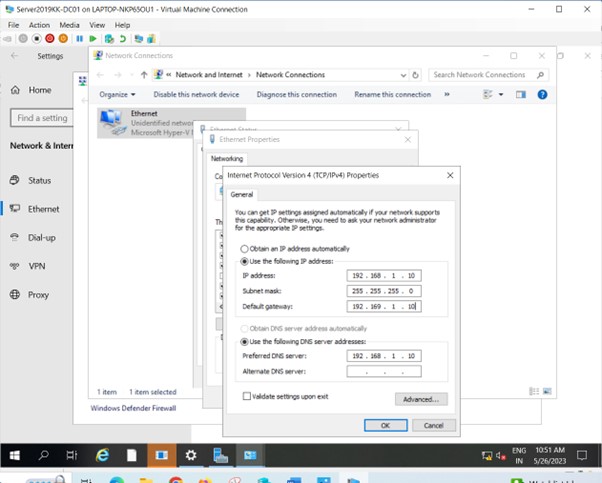 Server2019KK-DC01 on LAPTOP-NKP65OU1 - Virtual Machine Connection
File Action Media View Help
Settings
Network Connections
Network and Internet > Network Connections
Search Network Connections
Home
Organize
Disable this network device
Diagnose this connection
Rename this connection
»
Find a setting
Ethernet
Unidentified netwo
Microsoft Hyper-V
Ethernet Status
Ethernet Properties
Network & Intern
Networking
Internet Protocol Version 4 (TCP/IPv4) Properties
General
Status
You can get IP settings assigned automatically if your network supports
this capability. Otherwise, you need to ask your network administrator
for the appropriate IP settings.
Ethernet
Dial-up
Obtain an IP address automatically
Use the following IP address:
VPN
IP address: 192 . 168 . 1 . 10
Subnet mask: 255 . 255 . 255 . 0
Proxy
Default gateway: 192 . 169 . 1 . 10
Obtain DNS server address automatically
Use the following DNS server addresses:
Preferred DNS server: 192 . 168 . 1 . 10
Alternate DNS server: . . .
1 item 1 item selected
Validate settings upon exit
Advanced...
Windows Defender Firewall
OK
Cancel
ENG
IN
10:51 AM
5/26/2023